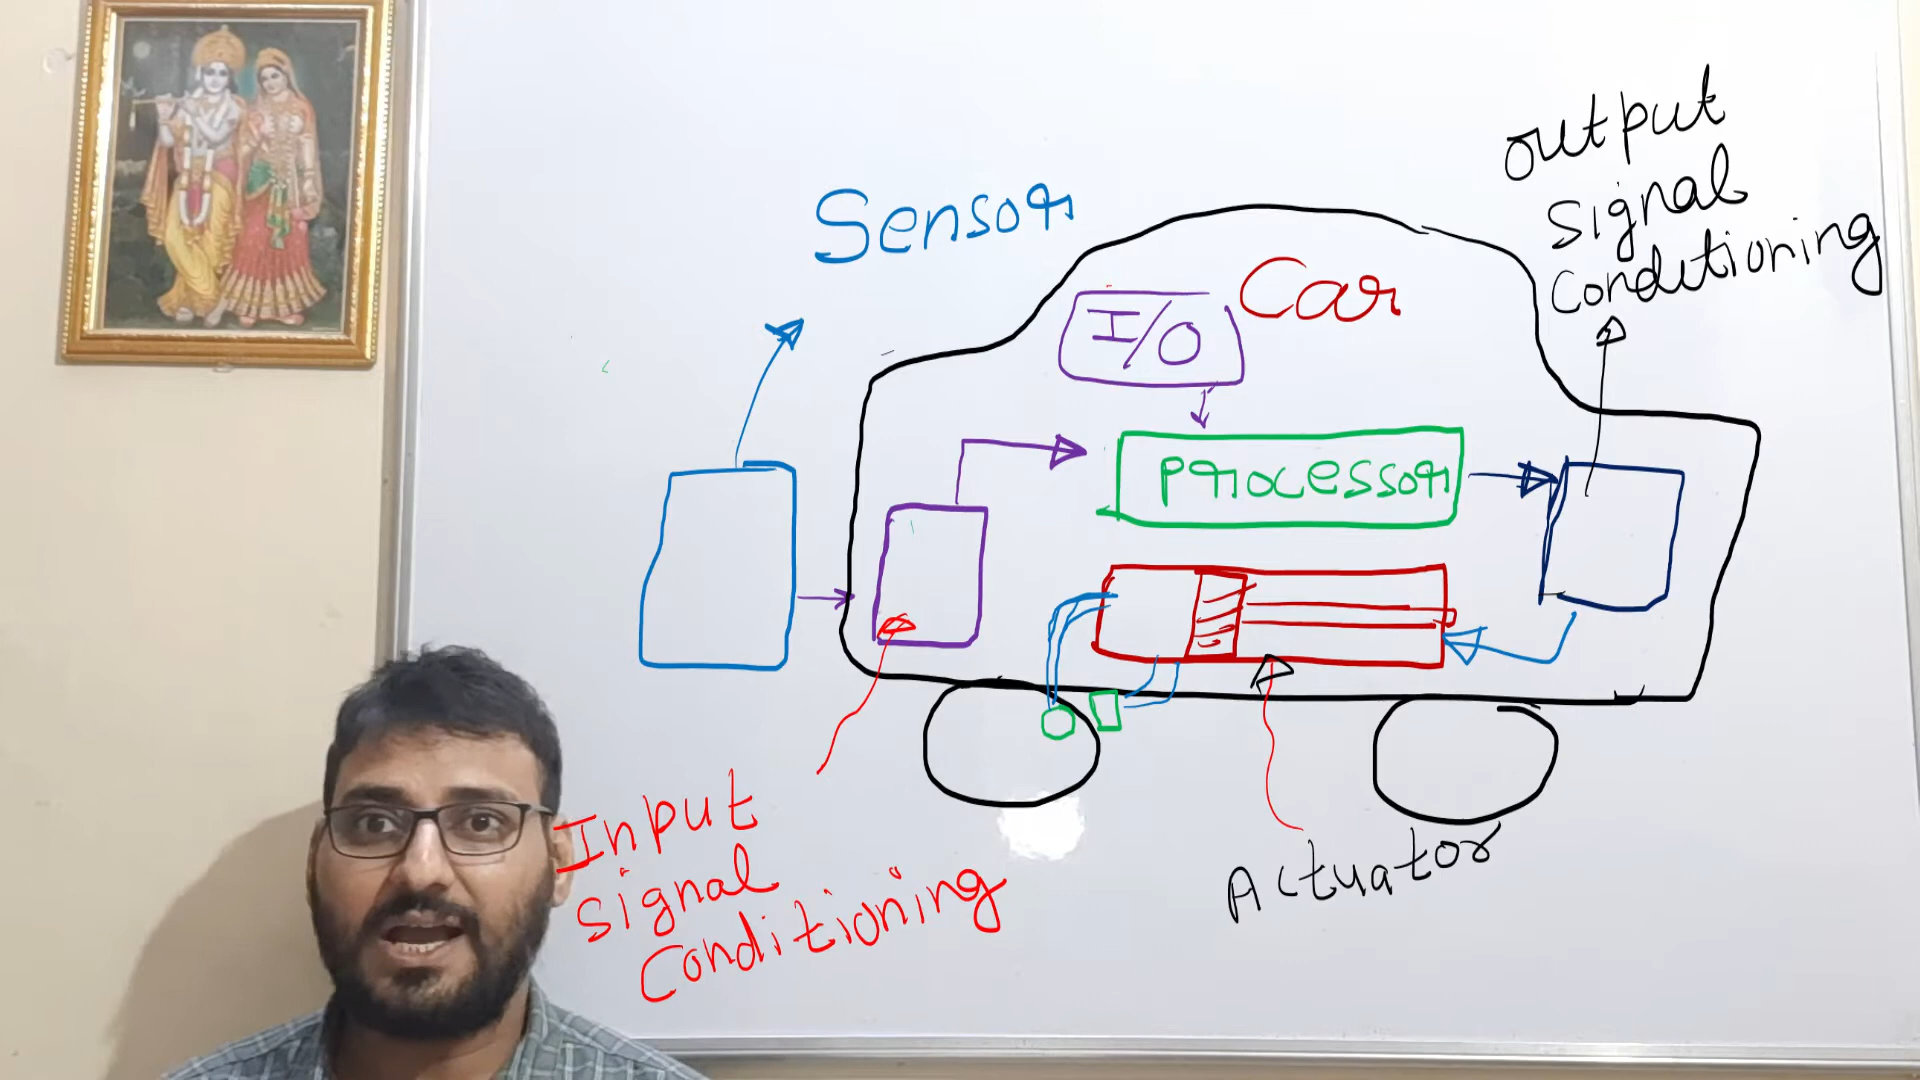 Sensor
output
signal
conditioning
Car
I/O
Processor
Input
signal
Conditioning
Actuator